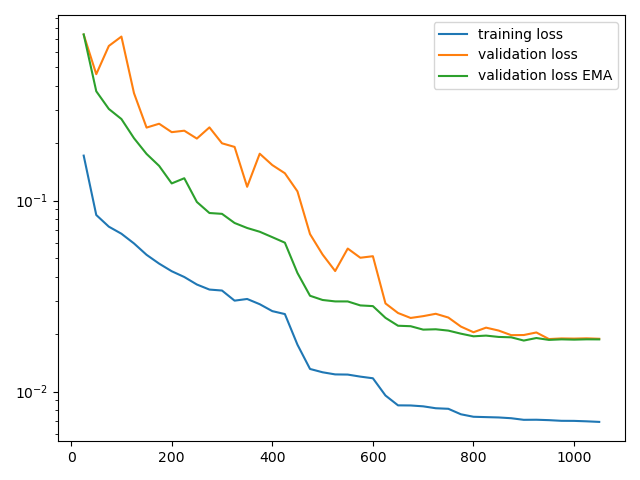 training loss
validation loss
validation loss EMA
10⁻¹
10⁻²
0 200 400 600 800 1000